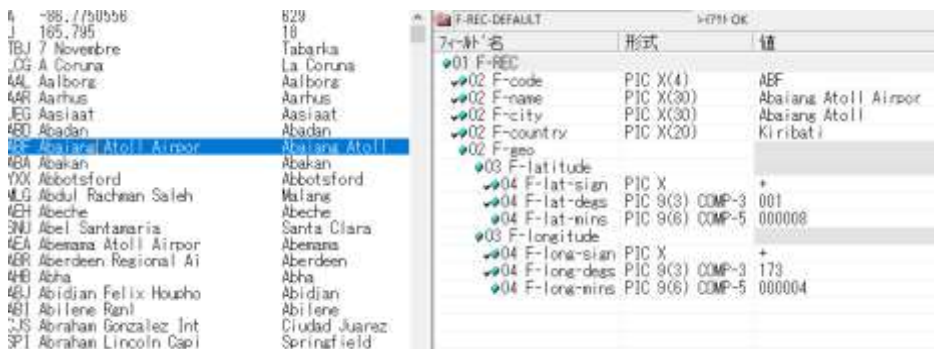 -86.7750556 629
165.795 18
TBJ 7 Novembre Tabarka
LCG A Coruna La Coruna
AAL Aalborg Aalborg
AAR Aarhus Aarhus
JEG Aasiaat Aasiaat
ABD Abadan Abadan
ABF Abaiang Atoll Airpor Abaiang Atoll
ABA Abakan Abakan
YXX Abbotsford Abbotsford
MLG Abdul Rachman Saleh Malang
AEH Abeche Abeche
SNU Abel Santamaria Santa Clara
AEA Abemama Atoll Airpor Abemama
ABR Aberdeen Regional Ai Aberdeen
AHB Abha Abha
ABJ Abidjan Felix Houpho Abidjan
ABI Abilene Rgnl Abilene
CJS Abraham Gonzalez Int Ciudad Juarez
SPI Abraham Lincoln Capi Springfield
F-REC-DEFAULT ﾚｲｱｳﾄ OK
ﾌｨｰﾙﾄﾞ名 形式 値
01 F-REC
02 F-code PIC X(4) ABF
02 F-name PIC X(30) Abaiang Atoll Airpor
02 F-city PIC X(30) Abaiang Atoll
02 F-country PIC X(20) Kiribati
02 F-geo
03 F-latitude
04 F-lat-sign PIC X +
04 F-lat-degs PIC 9(3) COMP-3 001
04 F-lat-mins PIC 9(6) COMP-5 000008
03 F-longitude
04 F-long-sign PIC X +
04 F-long-degs PIC 9(3) COMP-3 173
04 F-long-mins PIC 9(6) COMP-5 000004